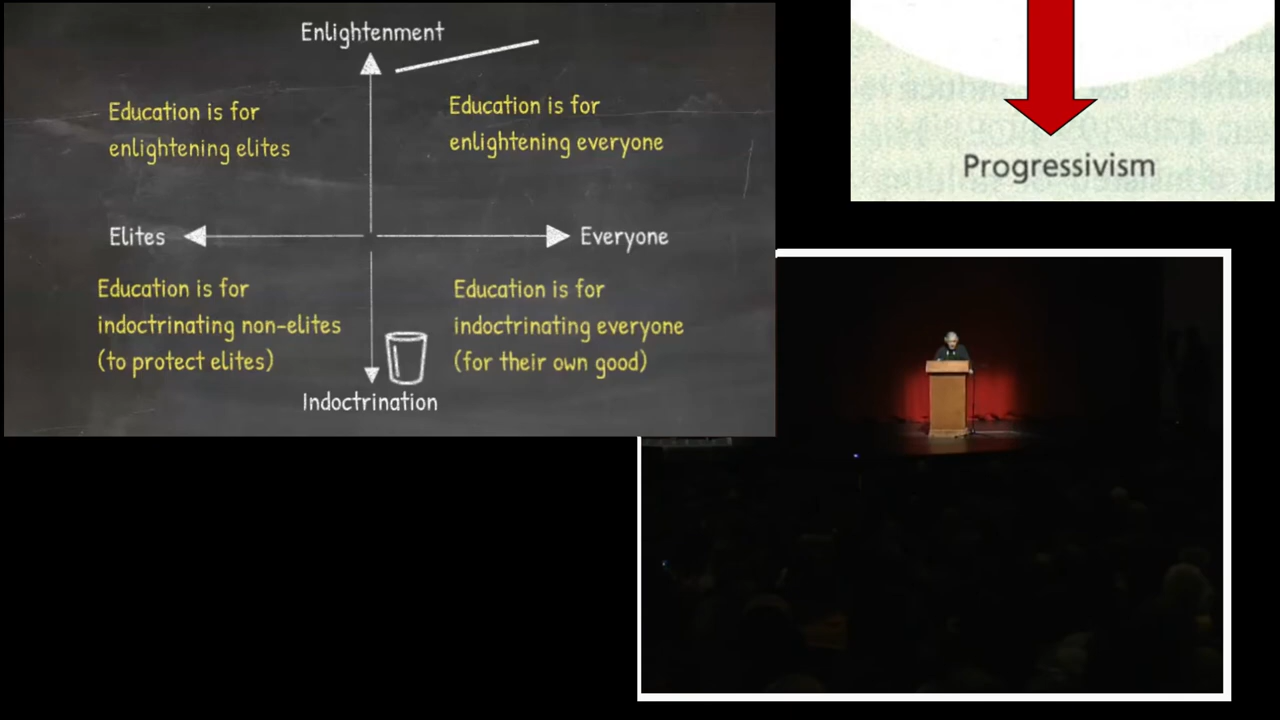 Enlightenment
Education is for
enlightening elites
Education is for
enlightening everyone
Elites
Everyone
Education is for
indoctrinating non-elites
(to protect elites)
Education is for
indoctrinating everyone
(for their own good)
Indoctrination
Progressivism